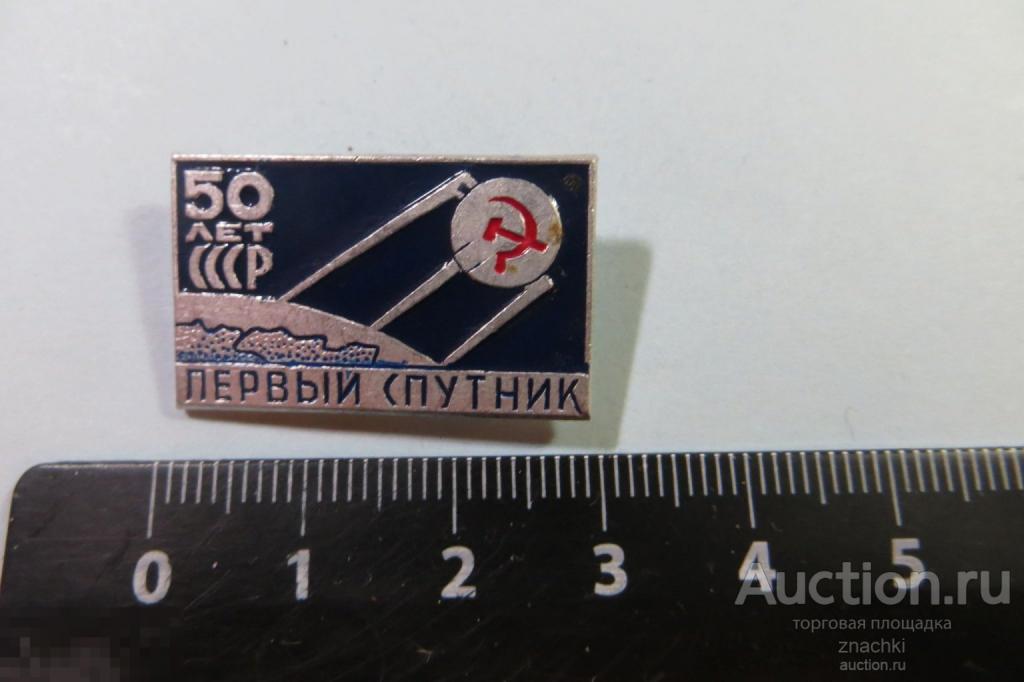 50
ЛЕТ
СССР
ПЕРВЫЙ СПУТНИК
0 1 2 3 4 5
Auction.ru
торговая площадка
znachki
auction.ru